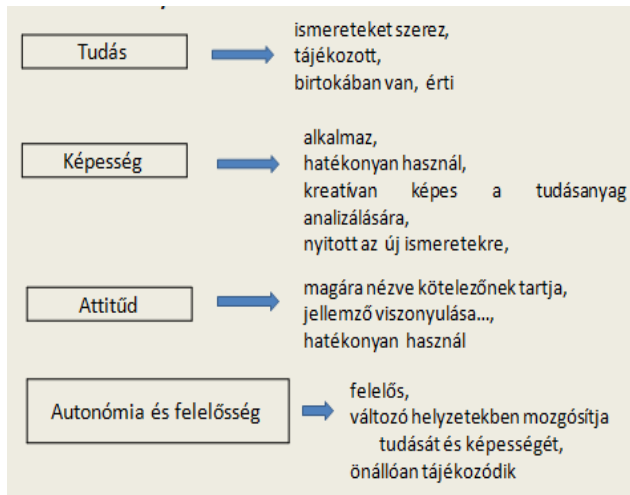 Tudás
ismereteket szerez,
tájékozott,
birtokában van, érti
Képesség
alkalmaz,
hatékonyan használ,
kreatívan képes a tudásanyag
analizálására,
nyitott az új ismeretekre,
Attitűd
magára nézve kötelezőnek tartja,
jellemző viszonyulása...,
hatékonyan használ
Autonómia és felelősség
felelős,
változó helyzetekben mozgósítja
tudását és képességét,
önállóan tájékozódik